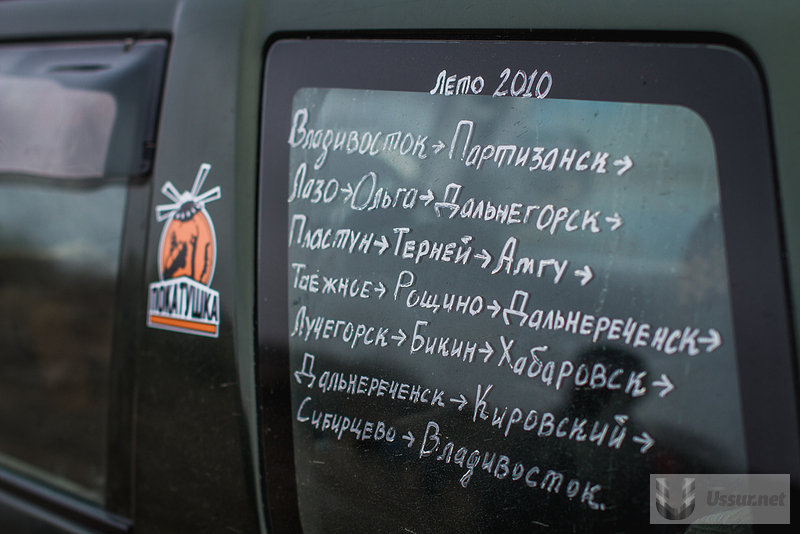 Лето 2010
Владивосток→Партизанск→
Лазо→Ольга→Дальнегорск→
Пластун→Терней→Амгу→
Таёжное→Рощино→Дальнереченск→
Лучегорск→Бикин→Хабаровск→
Дальнереченск→Кировский→
Сибирцево→Владивосток.
ПОКАТУШКА
Ussur.net